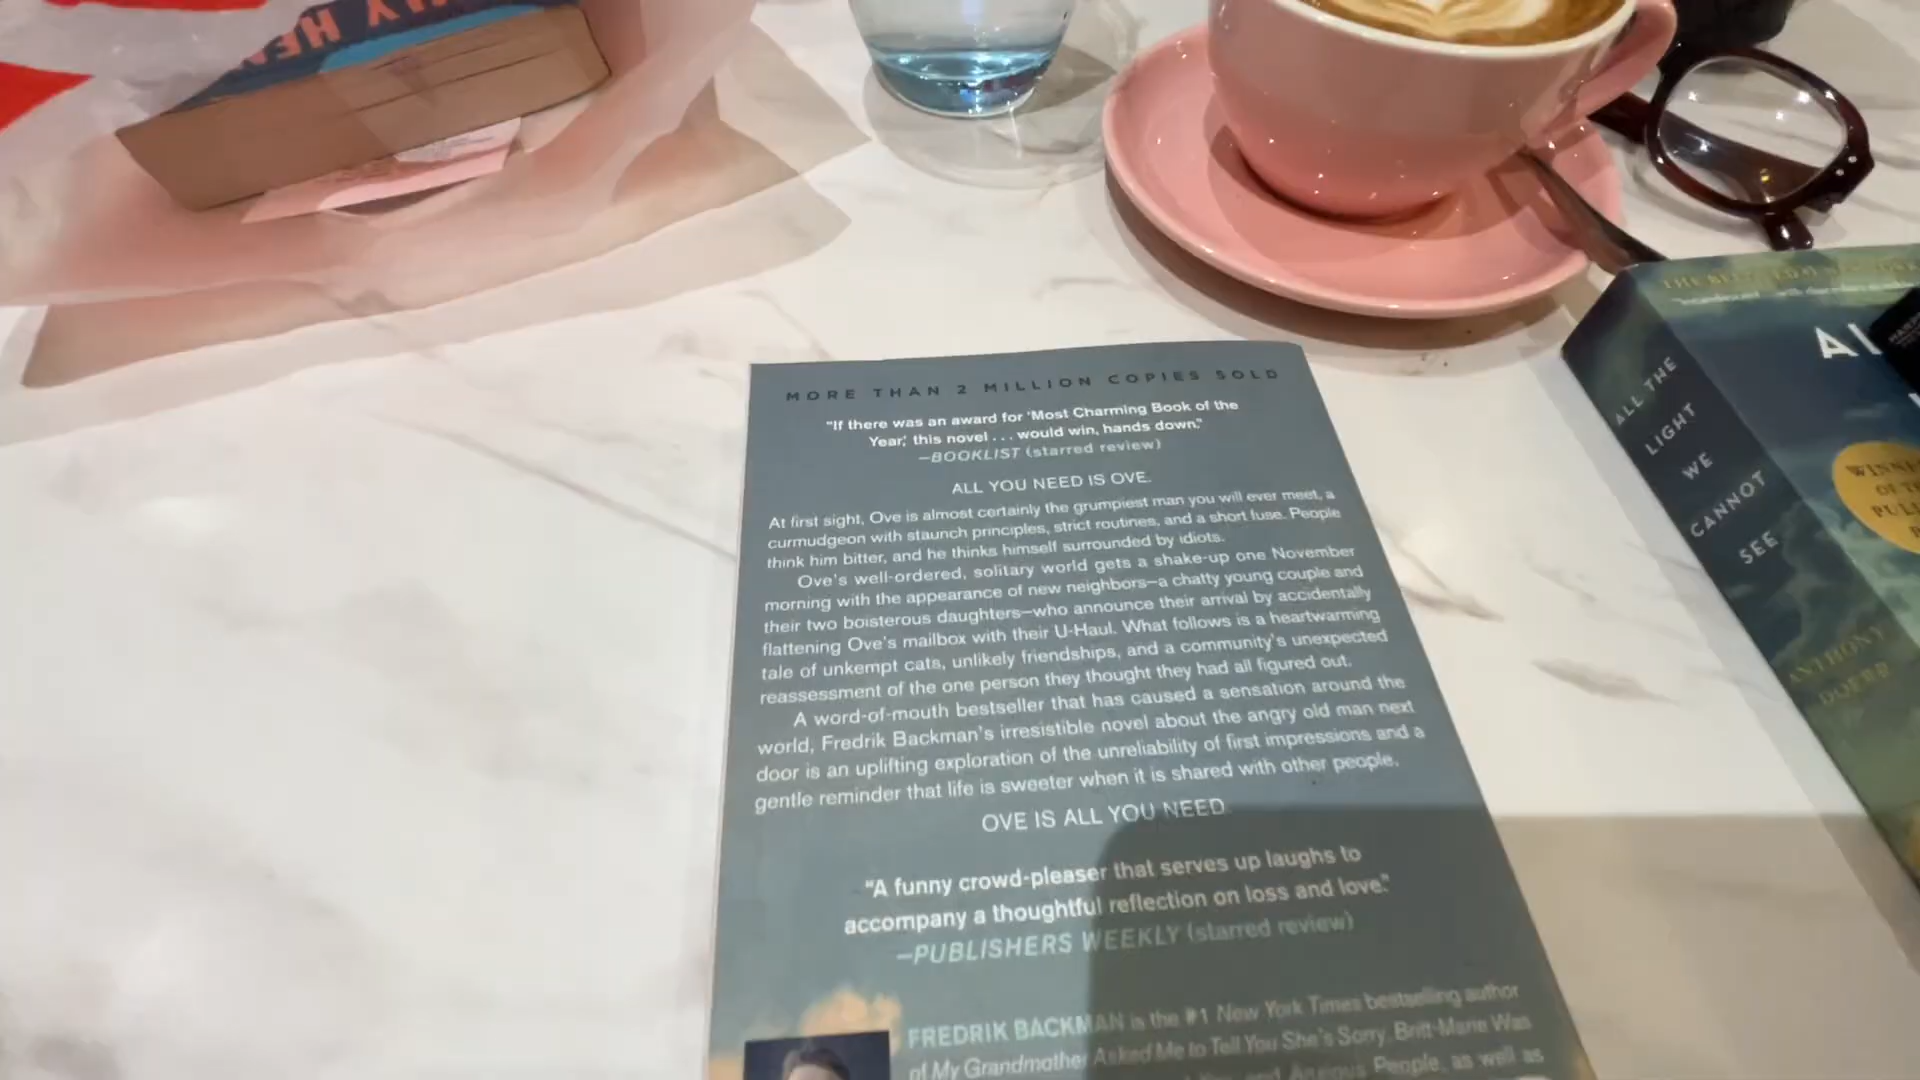 LY HEN
MORE THAN 2 MILLION COPIES SOLD
"If there was an award for 'Most Charming Book of the
Year,' this novel . . . would win, hands down."
—BOOKLIST (starred review)
ALL YOU NEED IS OVE.
At first sight, Ove is almost certainly the grumpiest man you will ever meet, a
curmudgeon with staunch principles, strict routines, and a short fuse. People
think him bitter, and he thinks himself surrounded by idiots.
Ove's well-ordered, solitary world gets a shake-up one November
morning with the appearance of new neighbors—a chatty young couple and
their two boisterous daughters—who announce their arrival by accidentally
flattening Ove's mailbox with their U-Haul. What follows is a heartwarming
tale of unkempt cats, unlikely friendships, and a community's unexpected
reassessment of the one person they thought they had all figured out.
A word-of-mouth bestseller that has caused a sensation around the
world, Fredrik Backman's irresistible novel about the angry old man next
door is an uplifting exploration of the unreliability of first impressions and a
gentle reminder that life is sweeter when it is shared with other people.
OVE IS ALL YOU NEED.
"A funny crowd-pleaser that serves up laughs to
accompany a thoughtful reflection on loss and love."
—PUBLISHERS WEEKLY (starred review)
FREDRIK BACKMAN is the #1 New York Times bestselling author
of My Grandmother Asked Me to Tell You She's Sorry, Britt-Marie Was
and Anxious People, as well as
ALL THE
LIGHT
WE
CANNOT
SEE
ANTHONY
DOERR
AL